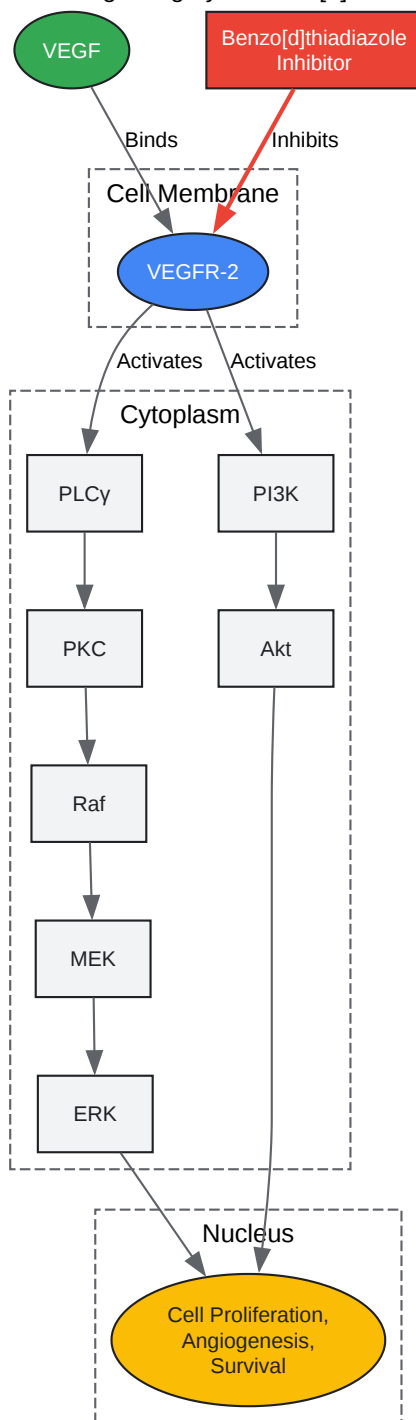 VEGF
Benzo[d]thiadiazole
Inhibitor
Binds
Inhibits
Cell Membrane
VEGFR-2
Activates
Activates
Cytoplasm
PLCγ
PI3K
PKC
Akt
Raf
MEK
ERK
Nucleus
Cell Proliferation,
Angiogenesis,
Survival